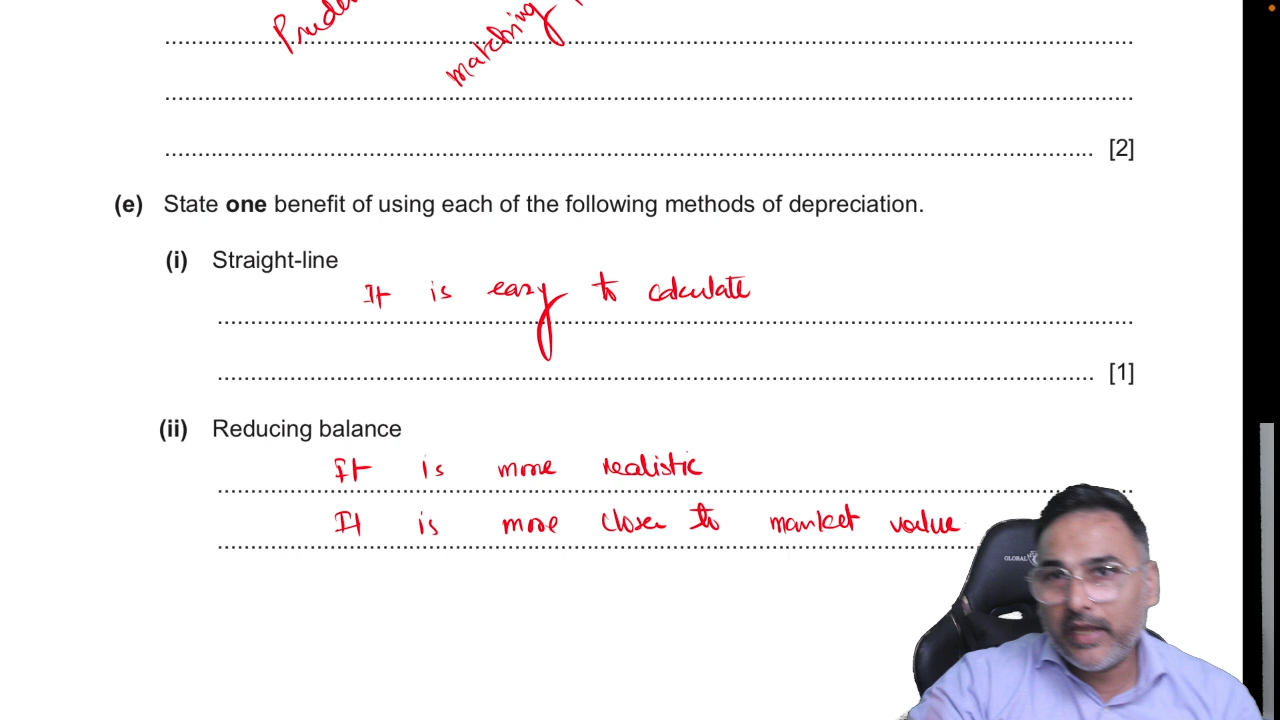 matching
[2]
(e) State one benefit of using each of the following methods of depreciation.
(i) Straight-line
It is easy to calculate
[1]
(ii) Reducing balance
It is more realistic
It is more closer to market value
GLOBAL